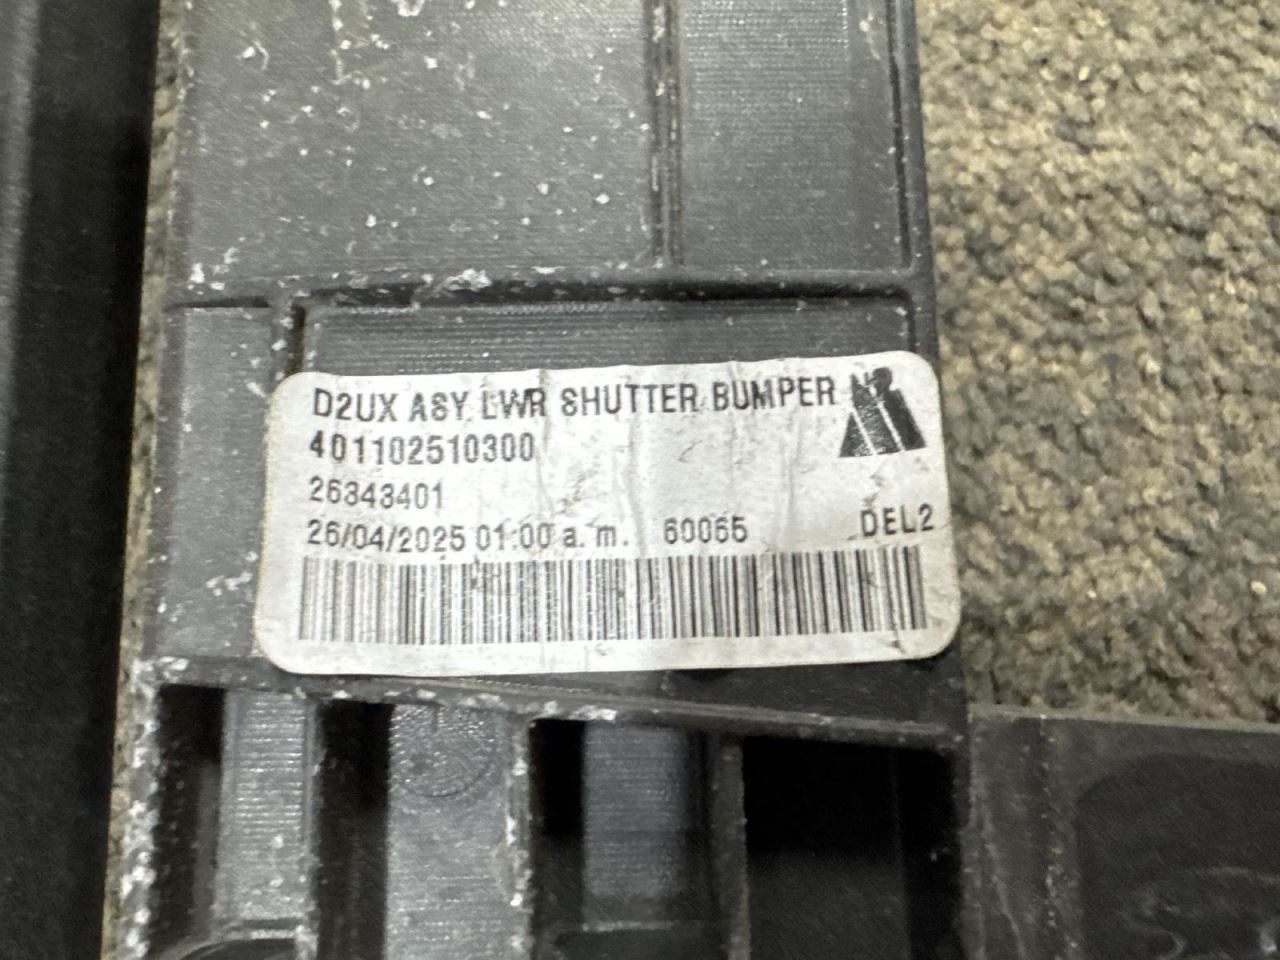 D2UX ASY LWR SHUTTER BUMPER
401102510300
26343401
26/04/2025 01:00 a. m. 60065 DEL2